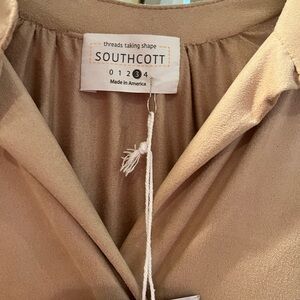 threads taking shape
SOUTHCOTT
0 1 2 3 4
Made in America